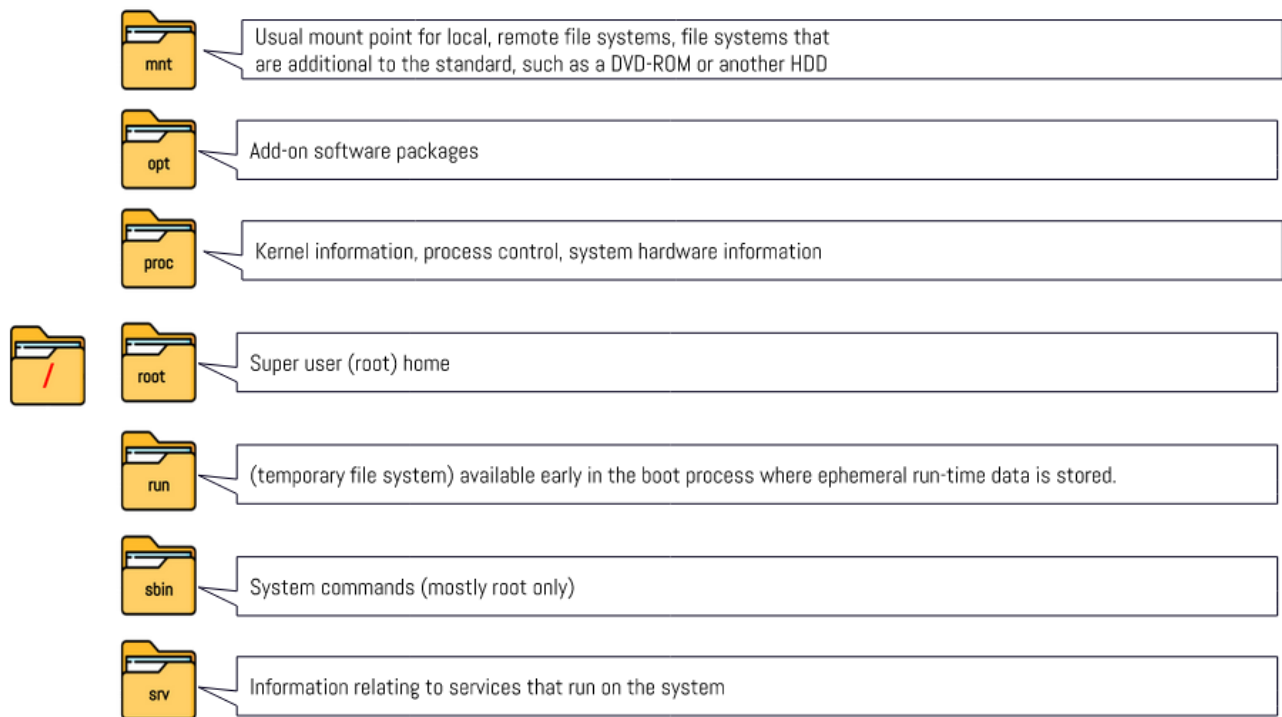 mnt
Usual mount point for local, remote file systems, file systems that
are additional to the standard, such as a DVD-ROM or another HDD
opt
Add-on software packages
proc
Kernel information, process control, system hardware information
/
root
Super user (root) home
run
(temporary file system) available early in the boot process where ephemeral run-time data is stored.
sbin
System commands (mostly root only)
srv
Information relating to services that run on the system